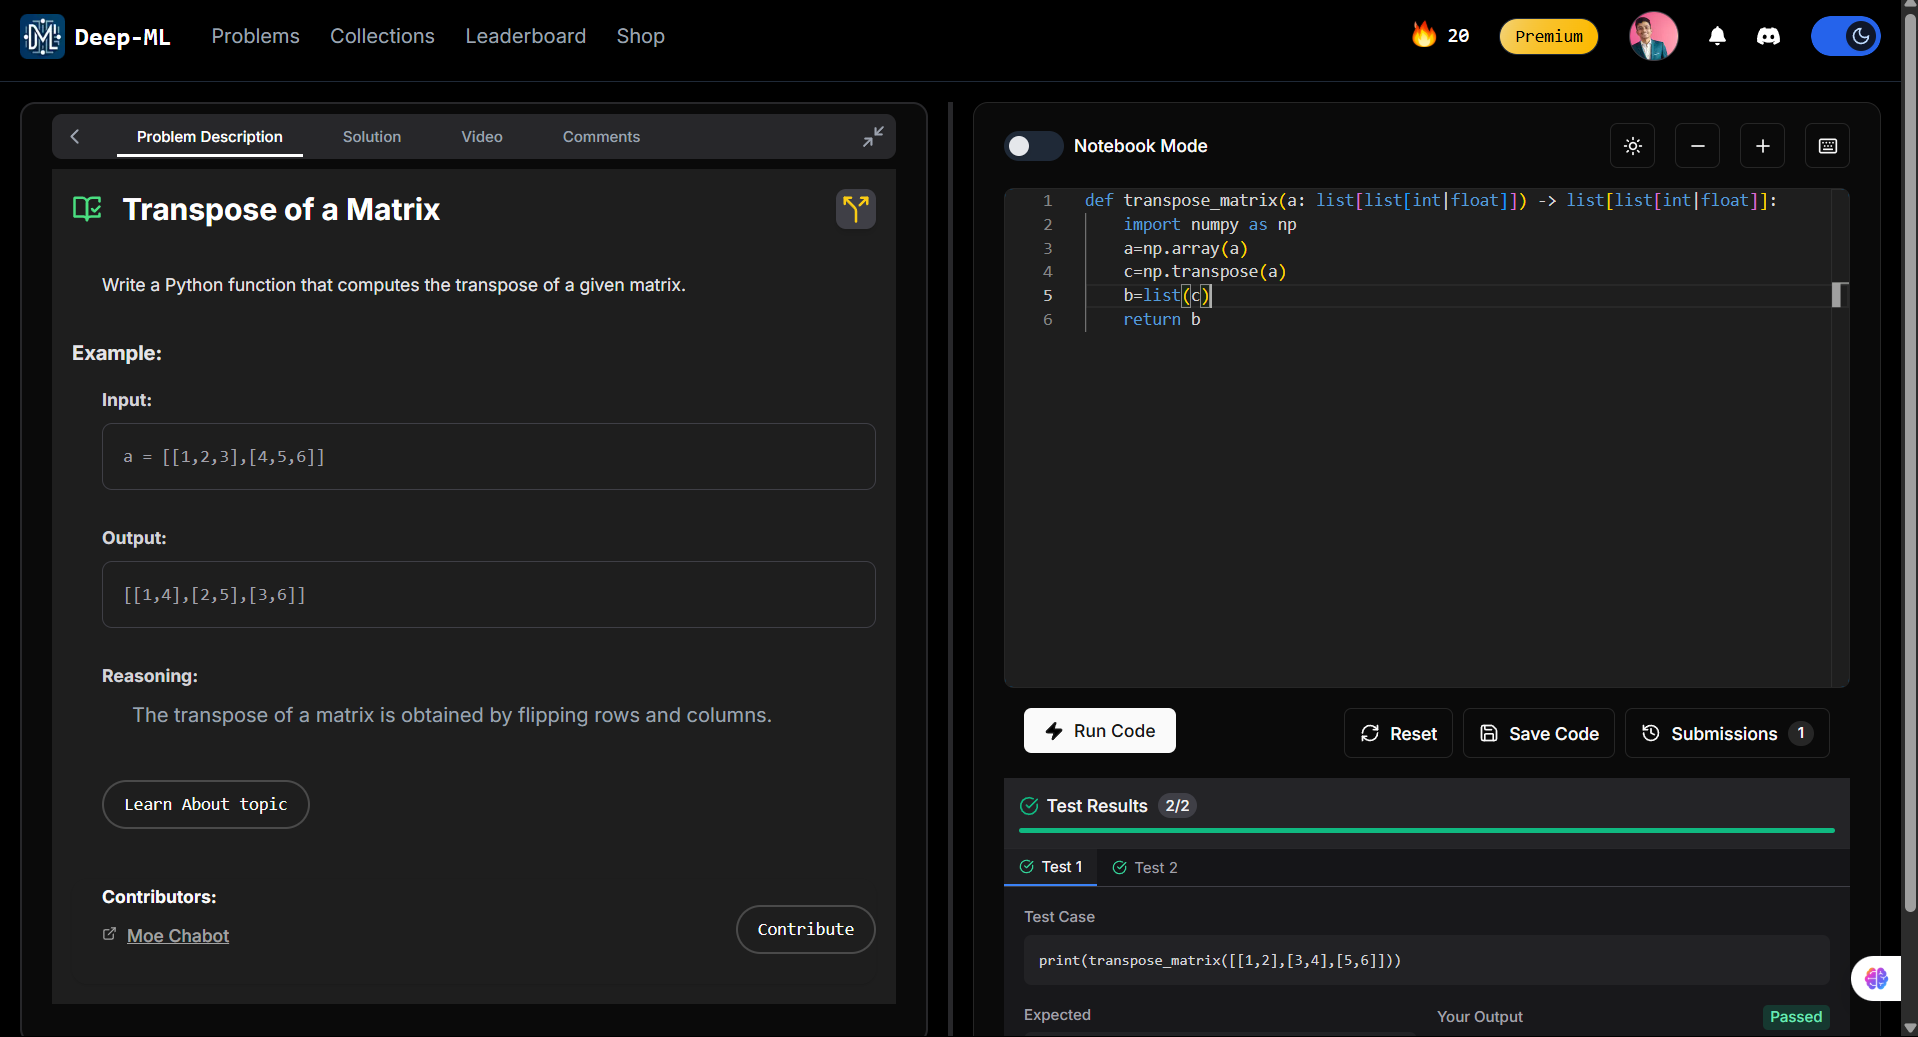 Deep-ML
Problems
Collections
Leaderboard
Shop
20
Premium
Problem Description
Solution
Video
Comments
Transpose of a Matrix
Write a Python function that computes the transpose of a given matrix.
Example:
Input:
a = [[1,2,3],[4,5,6]]
Output:
[[1,4],[2,5],[3,6]]
Reasoning:
The transpose of a matrix is obtained by flipping rows and columns.
Learn About topic
Contributors:
Moe Chabot
Contribute
Notebook Mode
1 def transpose_matrix(a: list[list[int|float]]) -> list[list[int|float]]:
2 import numpy as np
3 a=np.array(a)
4 c=np.transpose(a)
5 b=list(c)
6 return b
Run Code
Reset
Save Code
Submissions 1
Test Results 2/2
Test 1
Test 2
Test Case
print(transpose_matrix([[1,2],[3,4],[5,6]]))
Expected
Your Output
Passed